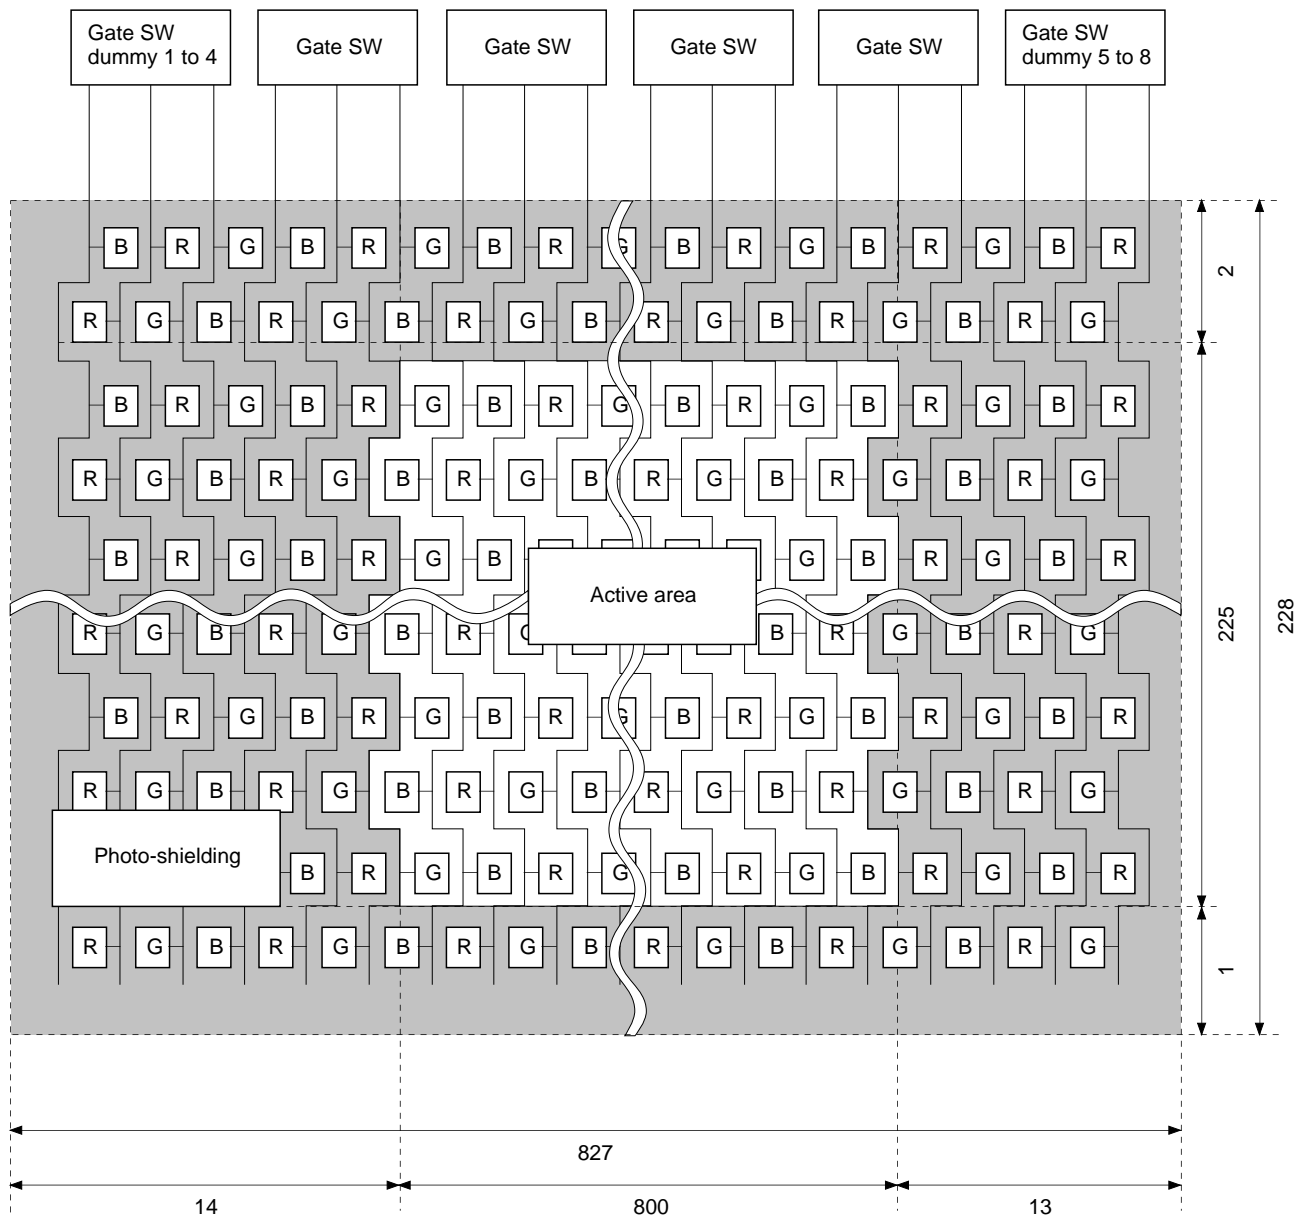 Gate SW
dummy 1 to 4
Gate SW
Gate SW
Gate SW
Gate SW
Gate SW
dummy 5 to 8
B R G B R G B R G B R G B R G B R
2
R G B R G B R G B R G B R G B R G
B R G B R G B R G B R G B R G B R
R G B R G B R G B R G B R G B R G
B R G B R G B G B R G B R
Active area
225
228
R G B R G B R B R G B R G
B R G B R G B R G B R G B R G B R
R G B R G B R G B R G B R G B R G
Photo-shielding
B R G B R G B R G B R G B R
R G B R G B R G B R G B R G B R G
1
827
14
800
13